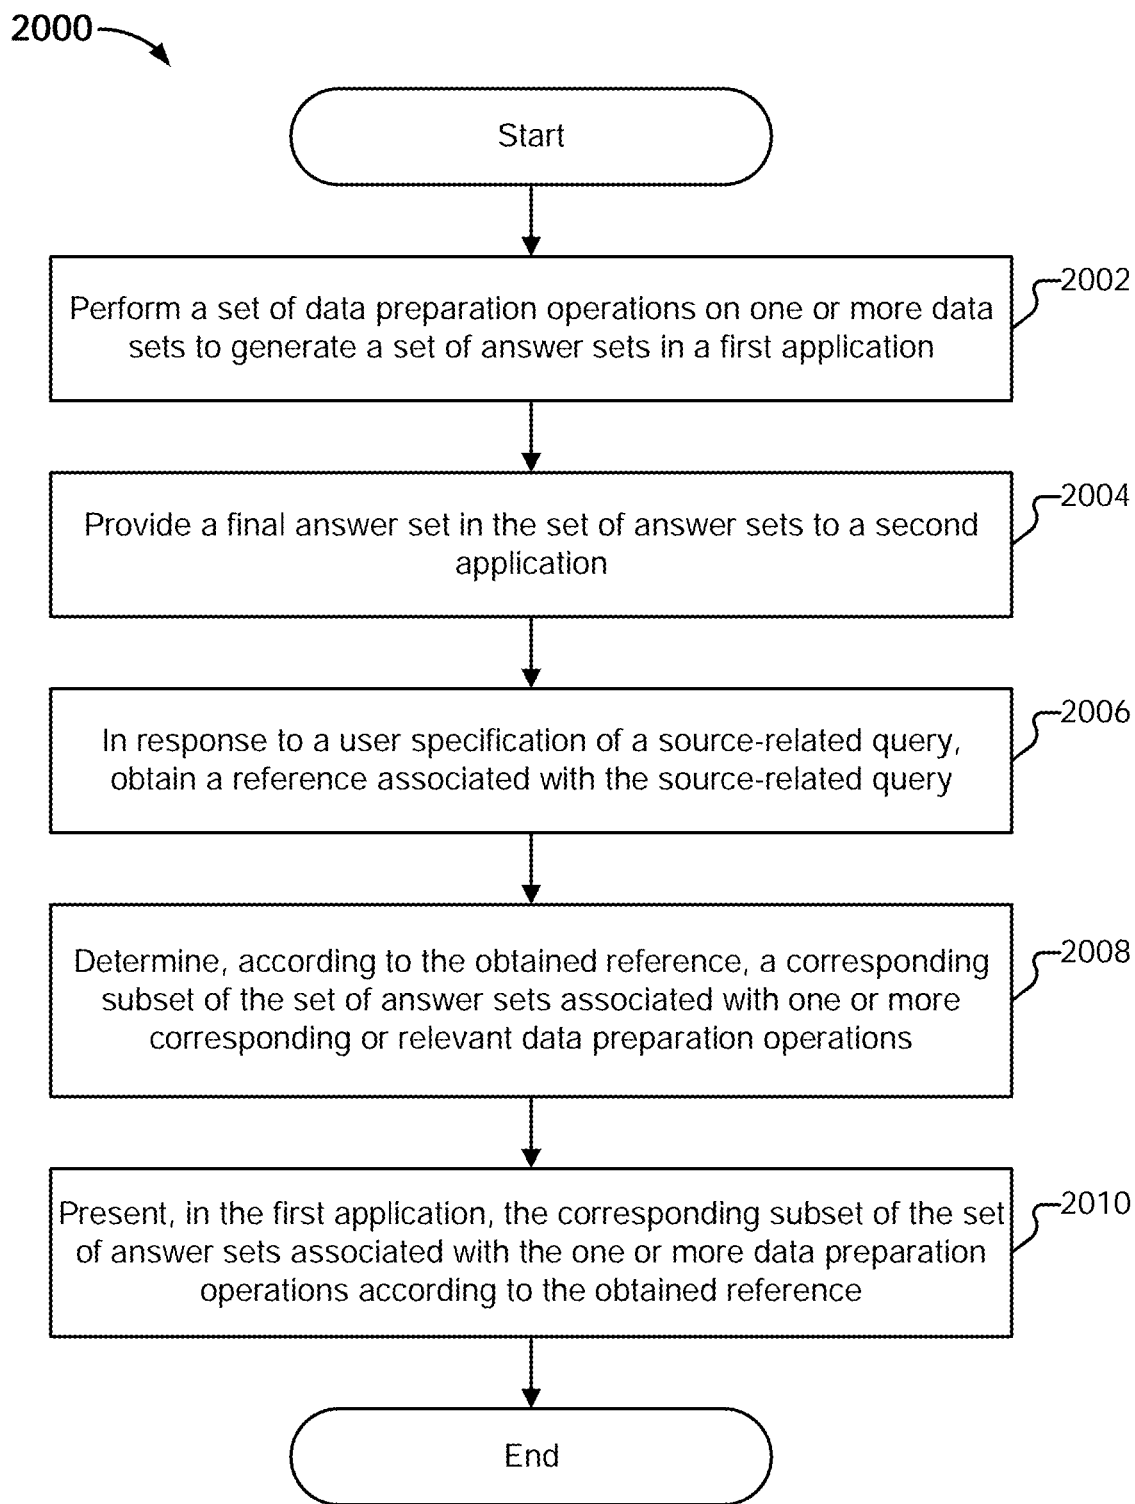 2000
Start
Perform a set of data preparation operations on one or more data
sets to generate a set of answer sets in a first application
2002
Provide a final answer set in the set of answer sets to a second
application
2004
In response to a user specification of a source-related query,
obtain a reference associated with the source-related query
2006
Determine, according to the obtained reference, a corresponding
subset of the set of answer sets associated with one or more
corresponding or relevant data preparation operations
2008
Present, in the first application, the corresponding subset of the set
of answer sets associated with the one or more data preparation
operations according to the obtained reference
2010
End